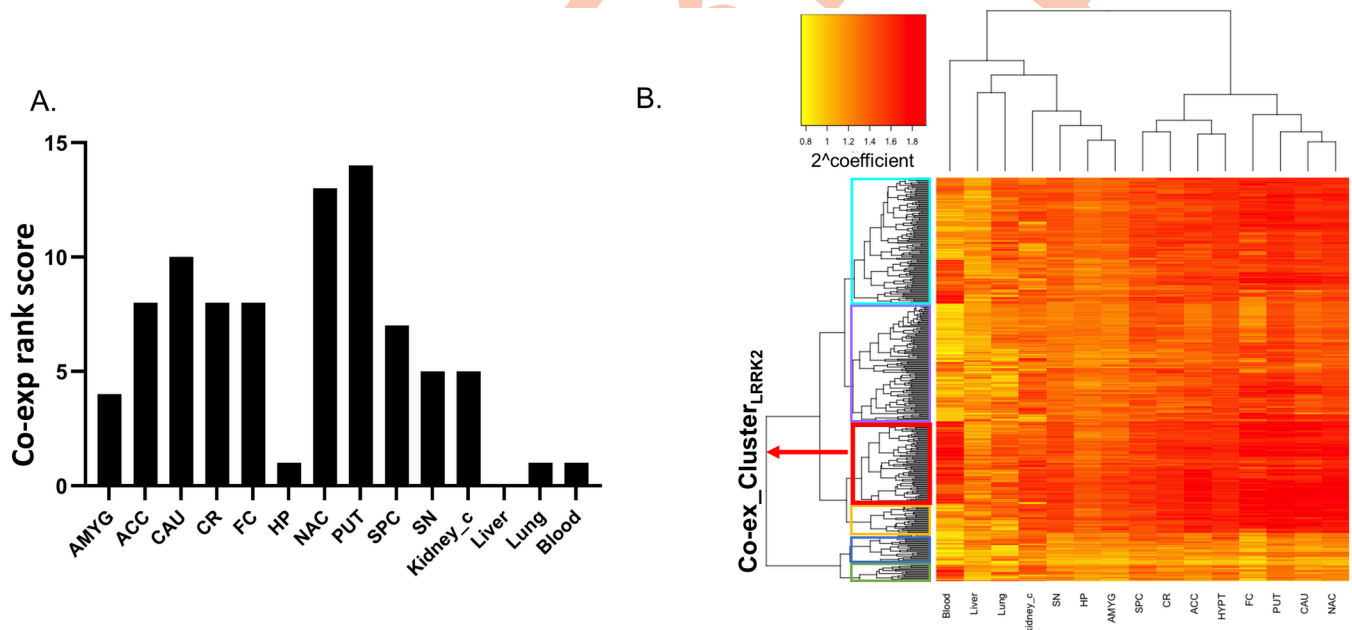 A.
15
10
5
0
Co-exp rank score
AMYG
ACC
CAU
CR
FC
HP
NAC
PUT
SPC
SN
Kidney_c
Liver
Lung
Blood
B.
0.8 1 1.2 1.4 1.6 1.8
2^coefficient
Co-ex_ClusterLRRK2
Blood
Liver
Lung
kidney_c
SN
HP
AMYG
SPC
CR
ACC
HYPT
FC
PUT
CAU
NAC